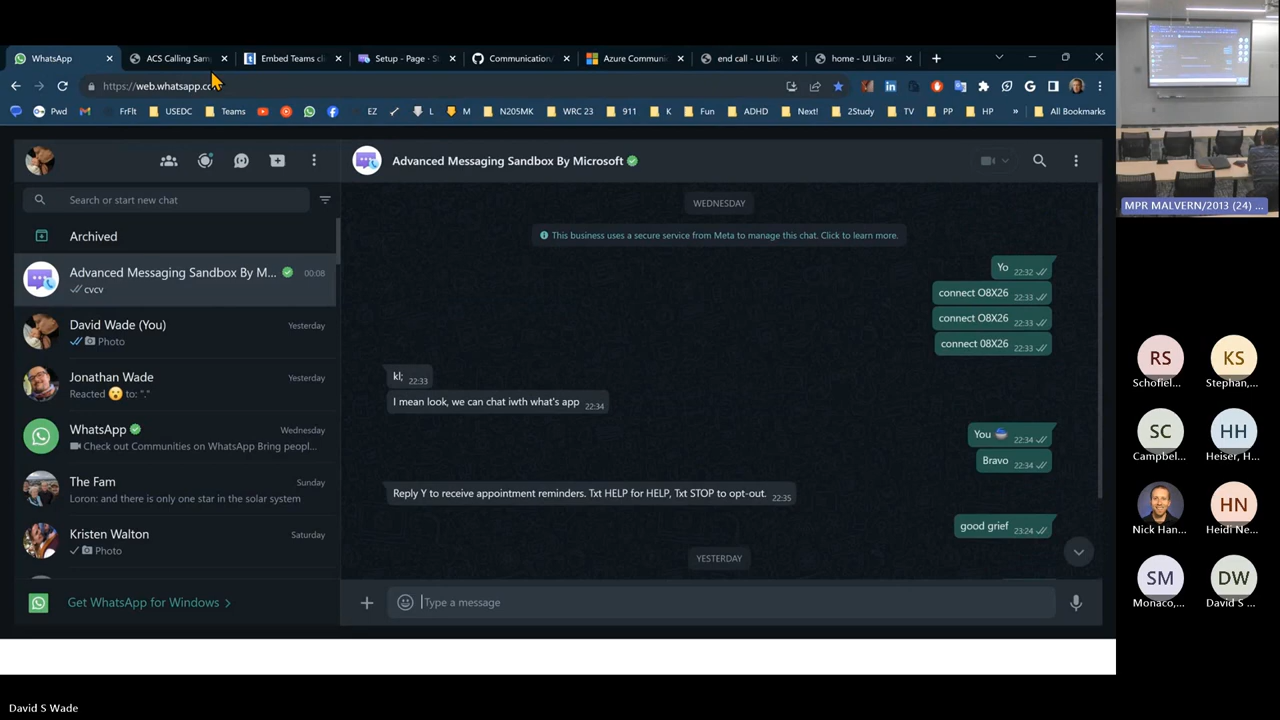 WhatsApp
ACS Calling Sam
Embed Teams cl
Setup - Page - S
Communication/
Azure Communic
end call - UI Lib
home - UI Librar
https://web.whatsapp.co
Pwd
M
FrFlt
USEDC
Teams
EZ
L
M
N205MK
WRC 23
911
K
Fun
ADHD
Next!
2Study
TV
PP
HP
All Bookmarks
Search or start new chat
Archived
Advanced Messaging Sandbox By M...
00:08
cvcv
David Wade (You)
Yesterday
Photo
Jonathan Wade
Yesterday
Reacted 😮 to: "."
WhatsApp
Wednesday
Check out Communities on WhatsApp Bring peopl...
The Fam
Sunday
Loron: and there is only one star in the solar system
Kristen Walton
Saturday
Photo
Get WhatsApp for Windows
Advanced Messaging Sandbox By Microsoft
WEDNESDAY
This business uses a secure service from Meta to manage this chat. Click to learn more.
Yo 22:32
connect O8X26 22:33
connect O8X26 22:33
connect 08X26 22:33
kl; 22:33
I mean look, we can chat iwth what's app 22:34
You 22:34
Bravo 22:34
Reply Y to receive appointment reminders. Txt HELP for HELP, Txt STOP to opt-out. 22:35
good grief 23:24
YESTERDAY
Type a message
MPR MALVERN/2013 (24) ...
RS
Schofiel...
KS
Stephan,...
SC
Campbel...
HH
Heiser, H...
Nick Han...
HN
Heidi Ne...
SM
Monaco,...
DW
David S ...
David S Wade